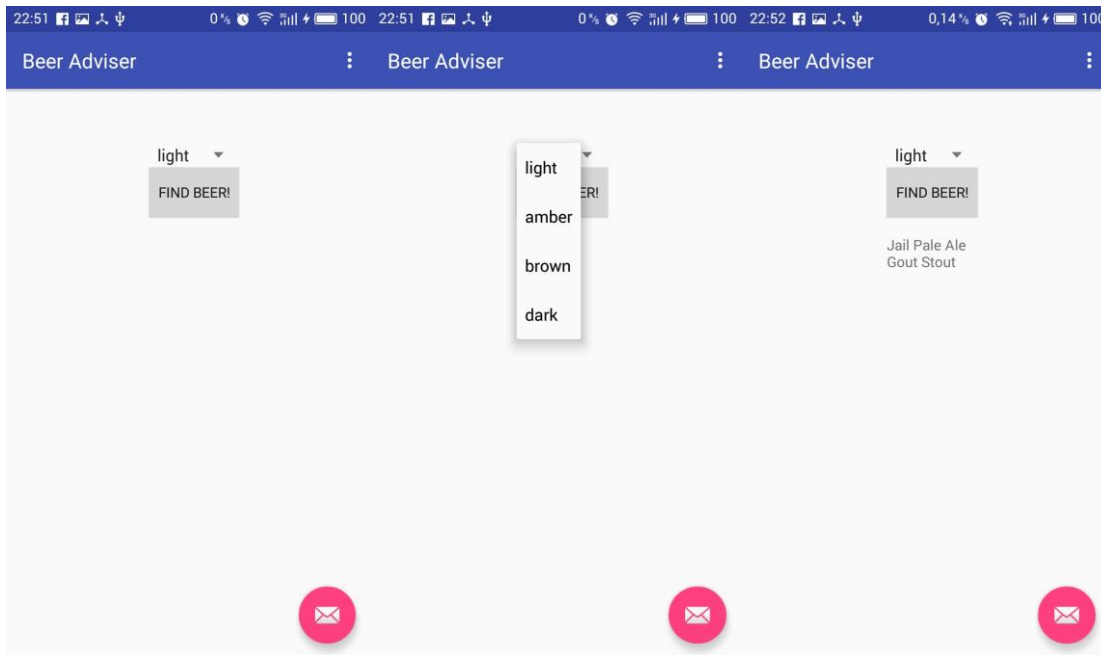 22:51 0% 100
Beer Adviser
light
FIND BEER!
22:51 0% 100
Beer Adviser
light
amber
brown
dark
ER!
22:52 0,14% 100
Beer Adviser
light
FIND BEER!
Jail Pale Ale
Gout Stout